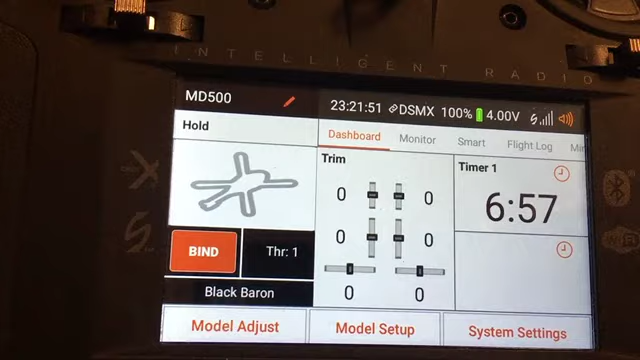 INTELLIGENT RADIO
MD500
23:21:51 DSMX 100% 4.00V
Hold
Dashboard Monitor Smart Flight Log
Trim
Timer 1
0 0
6:57
0 0
BIND Thr: 1
0 0
Black Baron
Model Adjust Model Setup System Settings